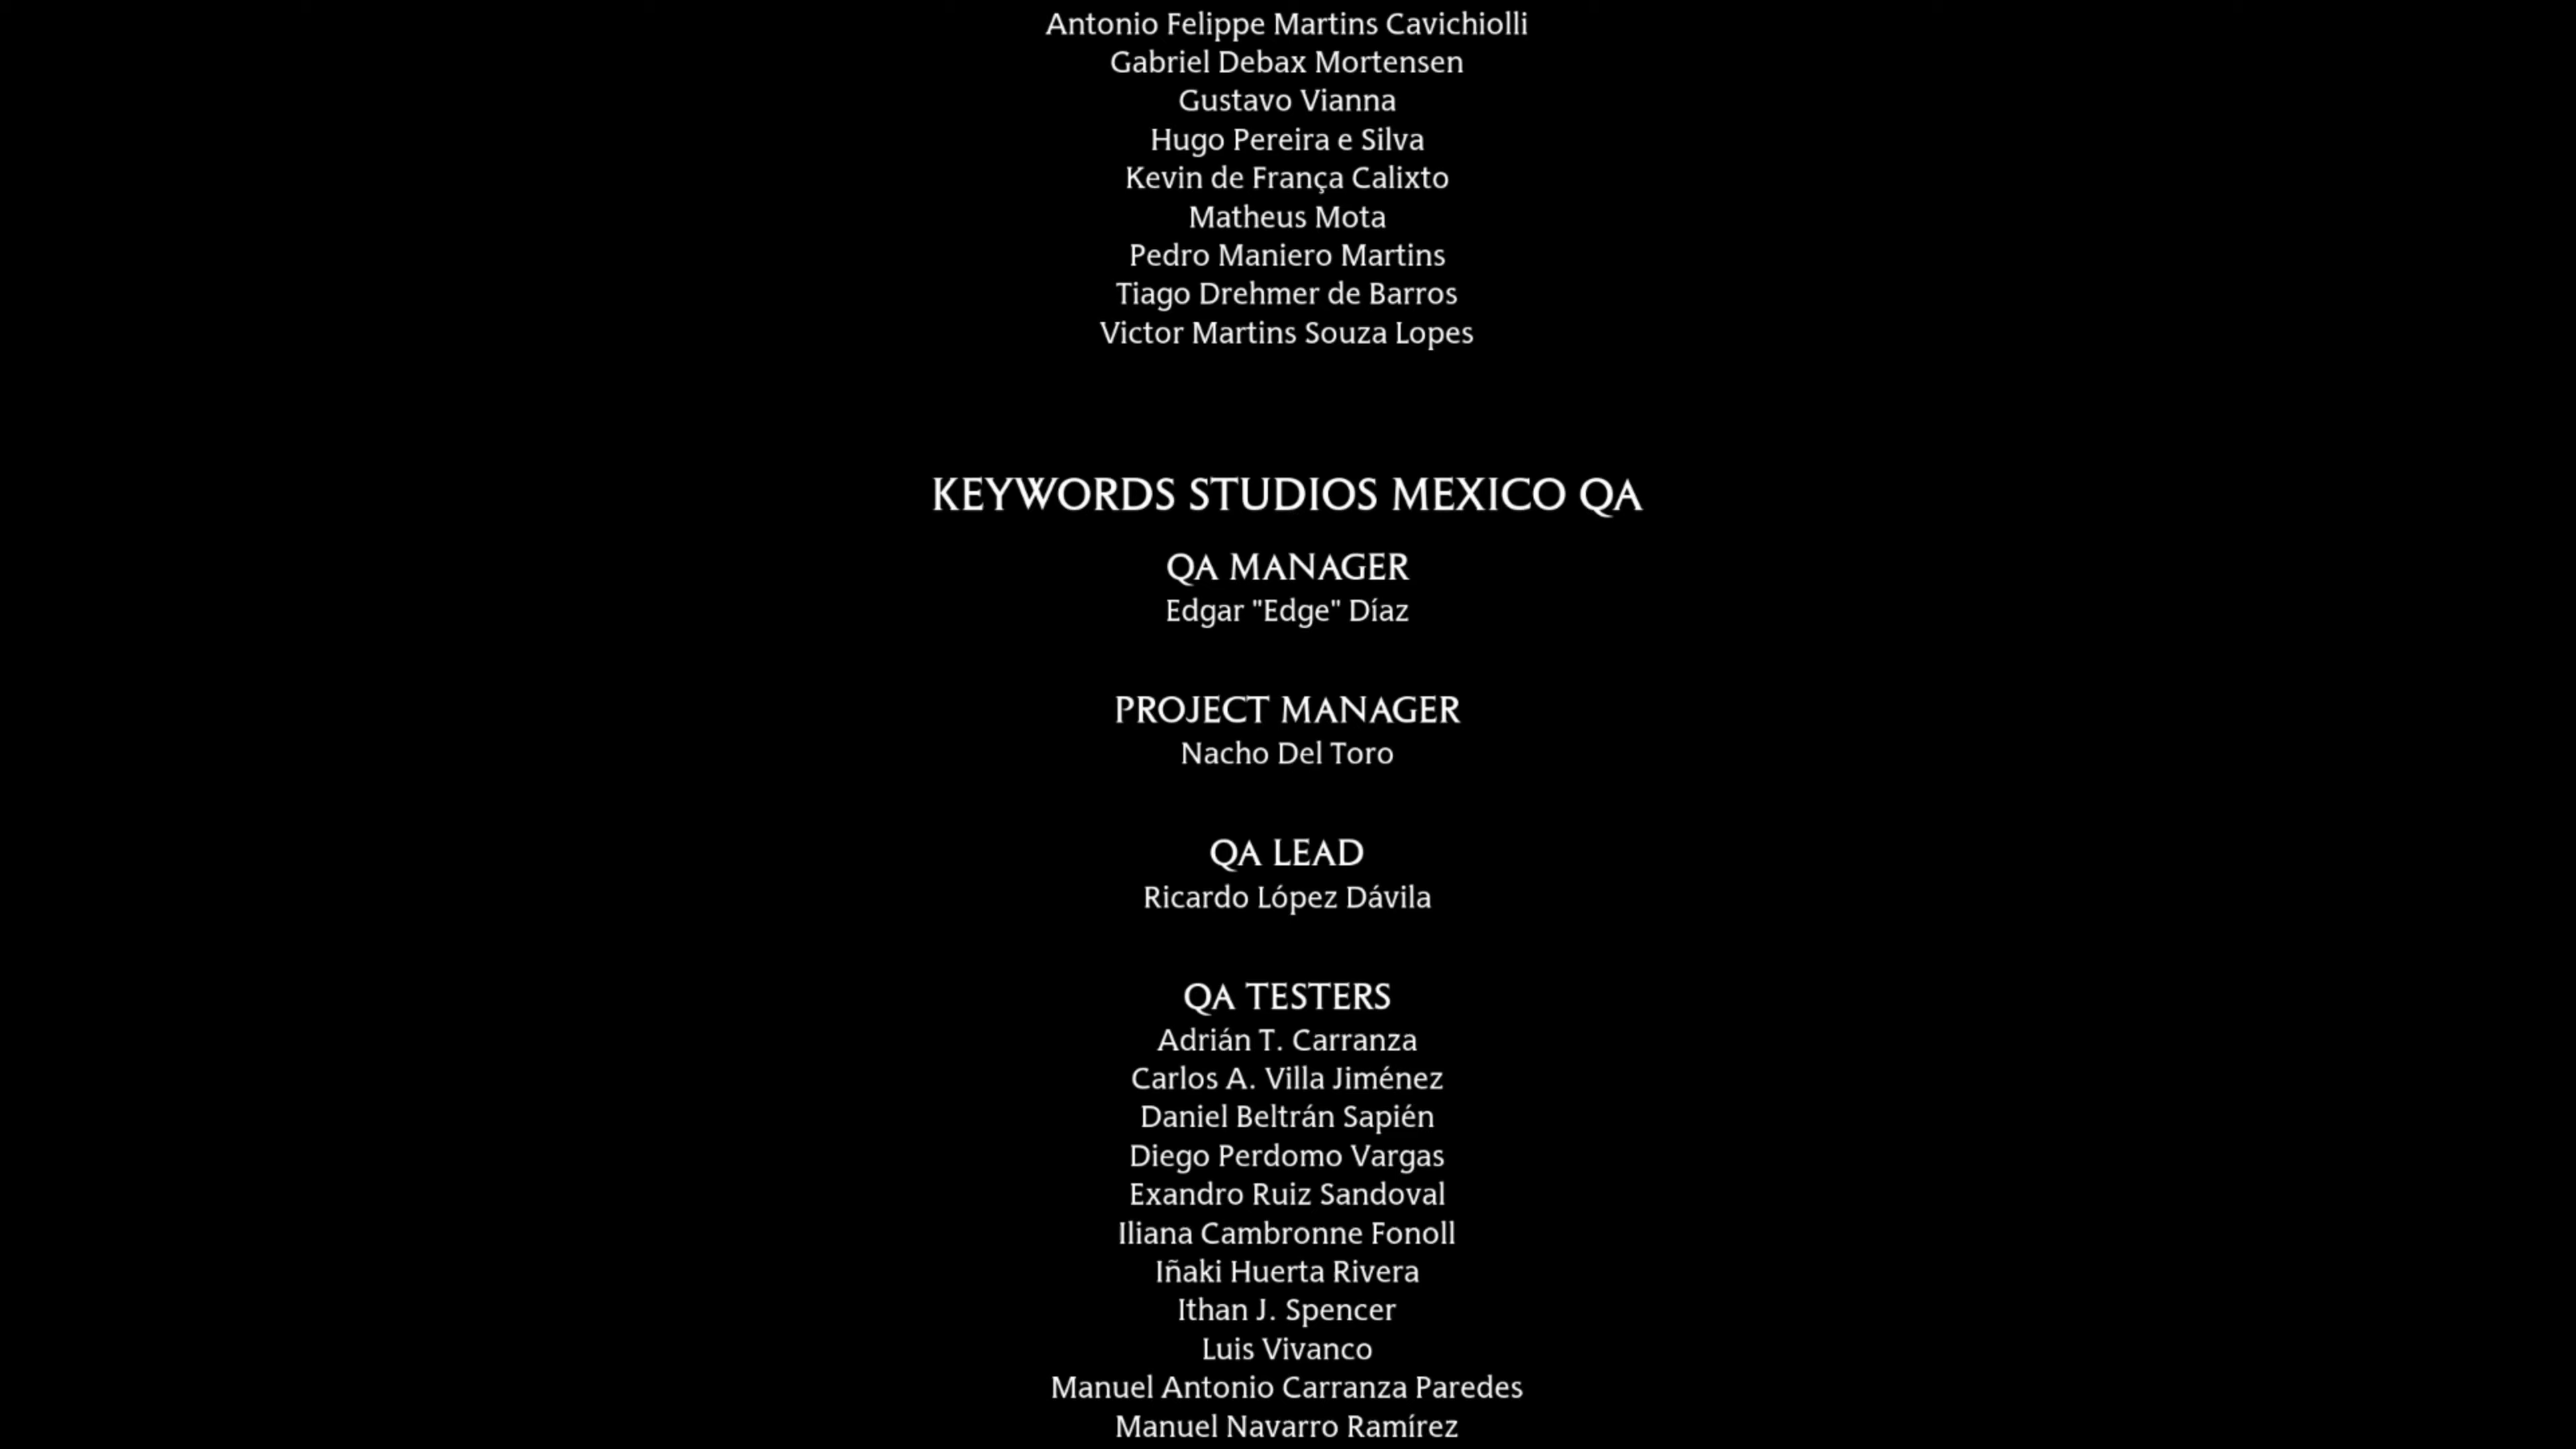 Antonio Felippe Martins Cavichiolli
Gabriel Debax Mortensen
Gustavo Vianna
Hugo Pereira e Silva
Kevin de França Calixto
Matheus Mota
Pedro Maniero Martins
Tiago Drehmer de Barros
Victor Martins Souza Lopes
KEYWORDS STUDIOS MEXICO QA
QA MANAGER
Edgar "Edge" Díaz
PROJECT MANAGER
Nacho Del Toro
QA LEAD
Ricardo López Dávila
QA TESTERS
Adrián T. Carranza
Carlos A. Villa Jiménez
Daniel Beltrán Sapién
Diego Perdomo Vargas
Exandro Ruiz Sandoval
Iliana Cambronne Fonoll
Iñaki Huerta Rivera
Ithan J. Spencer
Luis Vivanco
Manuel Antonio Carranza Paredes
Manuel Navarro Ramírez